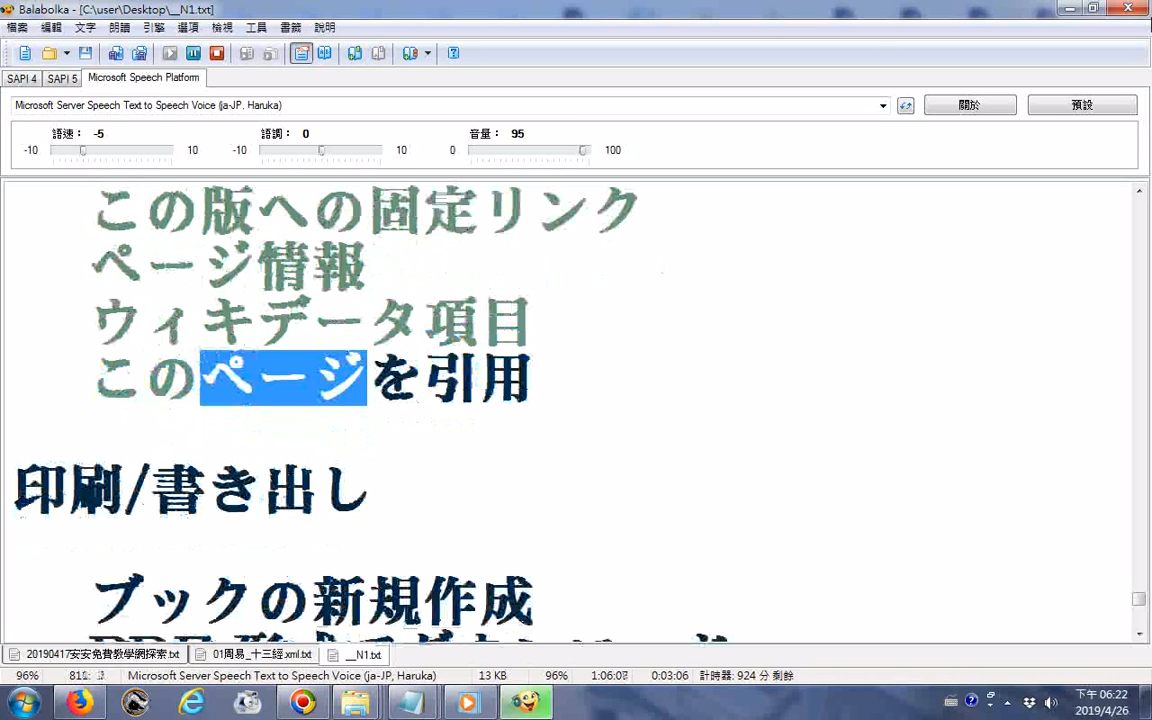 Balabolka - [C:\user\Desktop\__N1.txt]
檔案 編輯 文字 朗讀 引擎 選項 檢視 工具 書籤 說明
SAPI 4 SAPI 5 Microsoft Speech Platform
Microsoft Server Speech Text to Speech Voice (ja-JP, Haruka) 關於 預設
語速： -5 語調： 0 音量： 95
-10 10 -10 10 0 100
この版への固定リンク
ページ情報
ウィキデータ項目
このページを引用
印刷/書き出し
ブックの新規作成
20190417安安免費教學網探索.txt 01周易_十三經.xml.txt __N1.txt
96% Microsoft Server Speech Text to Speech Voice (ja-JP, Haruka) 13 KB 96% 0:03:06 計時器: 924 分 剩餘
下午 06:22
2019/4/26